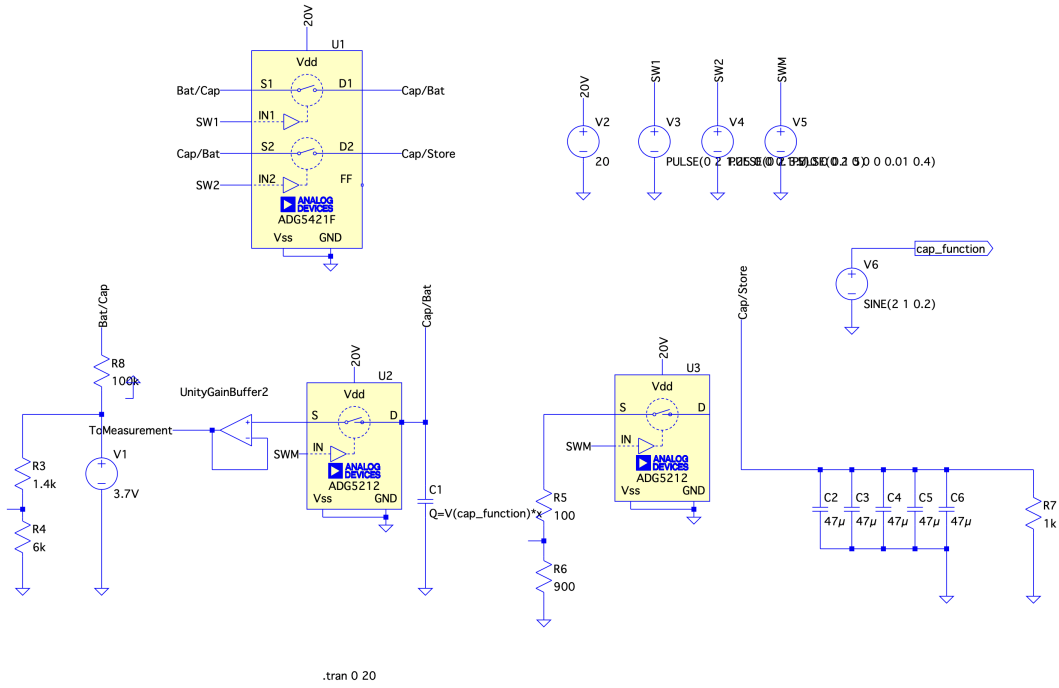 20V
U1
Vdd
Bat/Cap
S1
D1
Cap/Bat
SW1
IN1
Cap/Bat
S2
D2
Cap/Store
SW2
IN2
FF
ANALOG
DEVICES
ADG5421F
Vss
GND
20V
V2
20
SW1
V3
SW2
V4
SWM
V5
cap_function
V6
SINE(2 1 0.2)
Bat/Cap
R8
100k
ToMeasurement
V1
3.7V
R3
1.4k
R4
6k
UnityGainBuffer2
20V
U2
Vdd
S
D
SWM
IN
ANALOG
DEVICES
ADG5212
Vss
GND
Cap/Bat
C1
Q=V(cap_function)*x
20V
U3
Vdd
S
D
SWM
IN
ANALOG
DEVICES
ADG5212
Vss
GND
R5
100
R6
900
Cap/Store
C2
47µ
C3
47µ
C4
47µ
C5
47µ
C6
47µ
R7
1k
.tran 0 20